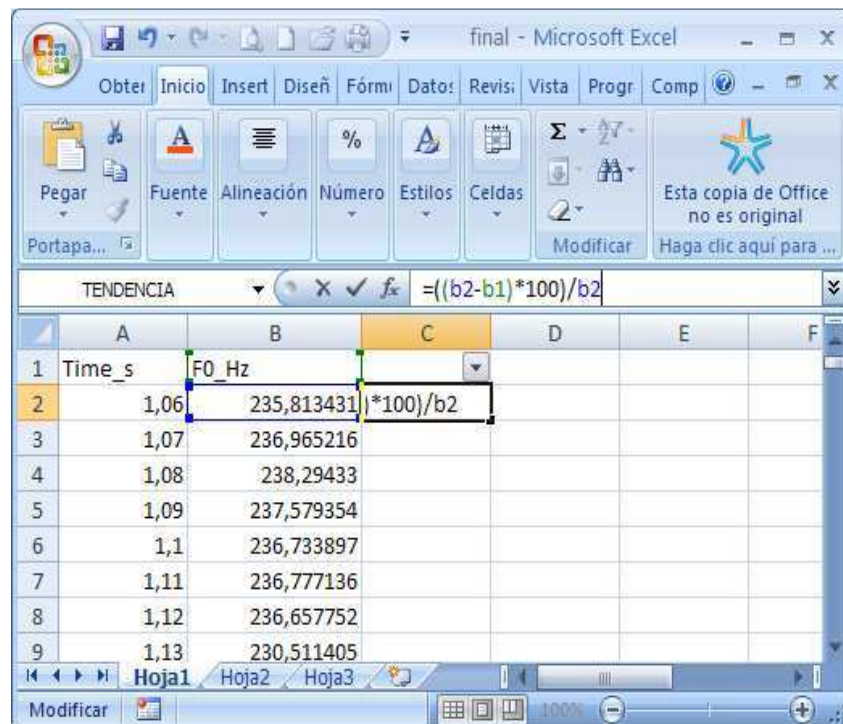 final - Microsoft Excel
Obter Inicio Insert Diseñ Fórmu Datos Revisa Vista Progr Comp
Pegar Fuente Alineación Número Estilos Celdas
Esta copia de Office
no es original
Portapa... Modificar Haga clic aquí para ...
TENDENCIA fx =((b2-b1)*100)/b2
A B C D E F
1 Time_s F0_Hz
2 1,06 235,813431 )*100)/b2
3 1,07 236,965216
4 1,08 238,29433
5 1,09 237,579354
6 1,1 236,733897
7 1,11 236,777136
8 1,12 236,657752
9 1,13 230,511405
Hoja1 Hoja2 Hoja3
Modificar 100%